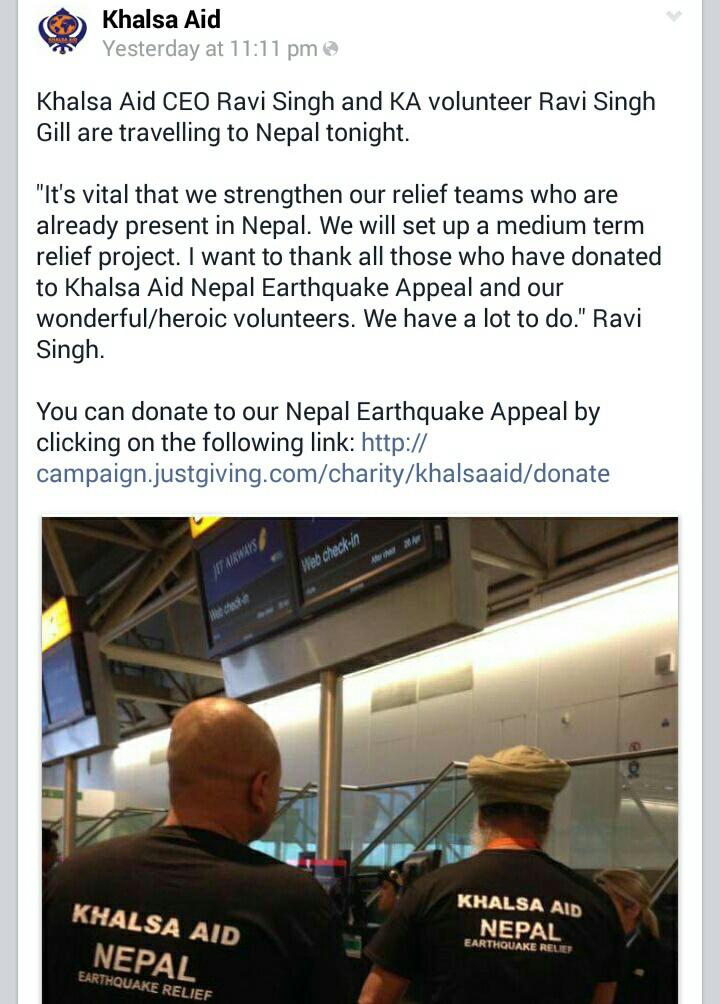 Khalsa Aid
Yesterday at 11:11 pm
Khalsa Aid CEO Ravi Singh and KA volunteer Ravi Singh
Gill are travelling to Nepal tonight.
"It's vital that we strengthen our relief teams who are
already present in Nepal. We will set up a medium term
relief project. I want to thank all those who have donated
to Khalsa Aid Nepal Earthquake Appeal and our
wonderful/heroic volunteers. We have a lot to do." Ravi
Singh.
You can donate to our Nepal Earthquake Appeal by
clicking on the following link: http://
campaign.justgiving.com/charity/khalsaaid/donate
JET AIRWAYS
Web check-in
Web check-in
KHALSA AID
NEPAL
EARTHQUAKE RELIEF
KHALSA AID
NEPAL
EARTHQUAKE RELIEF